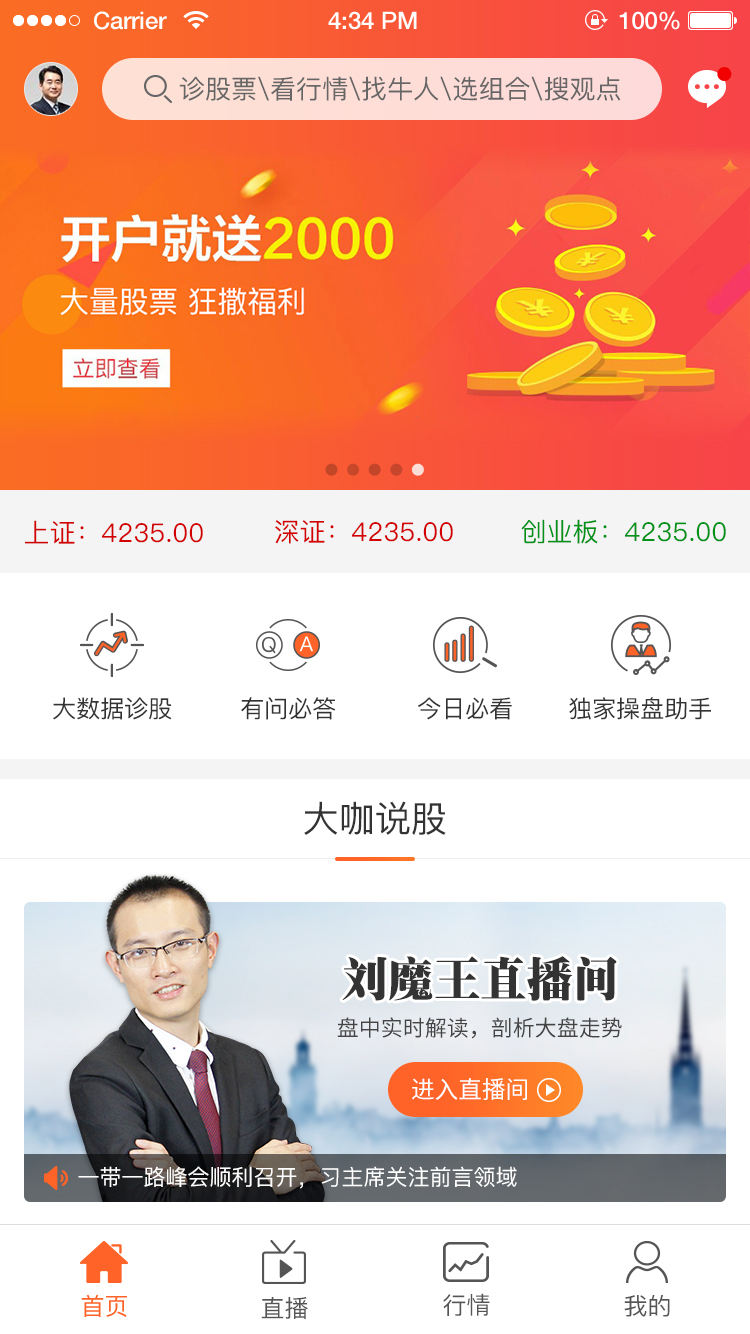 Carrier 4:34 PM 100%
诊股票\看行情\找牛人\选组合\搜观点
开户就送2000
大量股票 狂撒福利
立即查看
上证：4235.00 深证：4235.00 创业板：4235.00
Q A
大数据诊股 有问必答 今日必看 独家操盘助手
大咖说股
刘魔王直播间
盘中实时解读，剖析大盘走势
进入直播间
一带一路峰会顺利召开，习主席关注前言领域
首页 直播 行情 我的